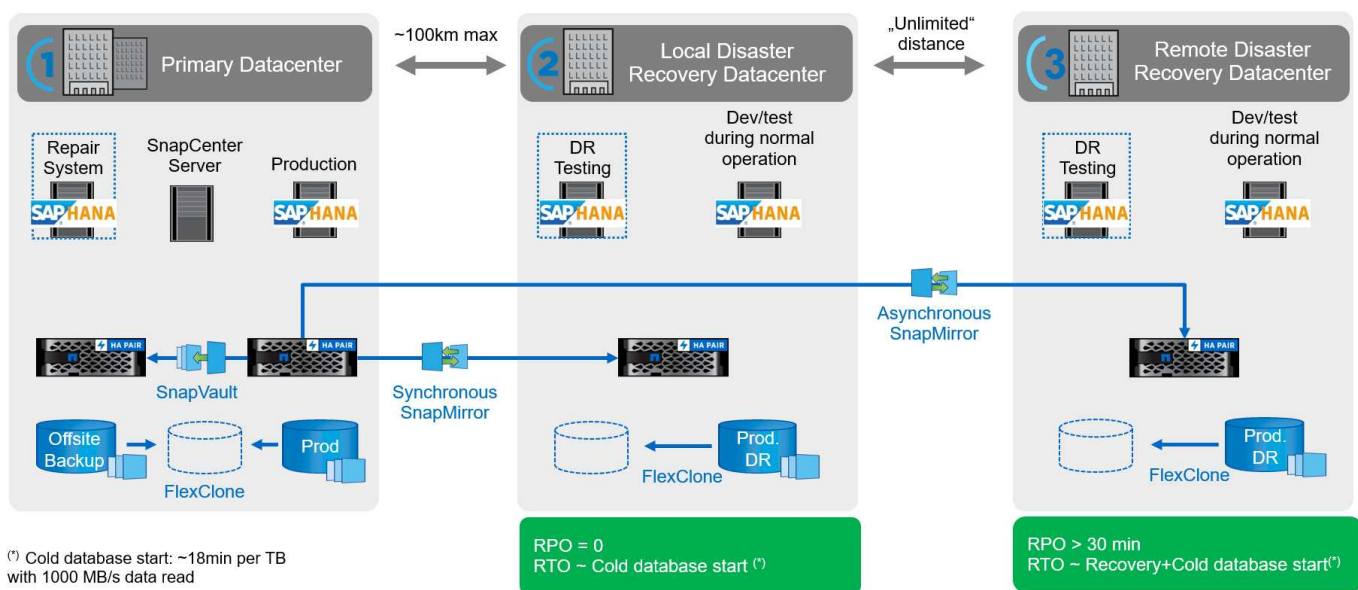 1
Primary Datacenter
~100km max
2
Local Disaster
Recovery Datacenter
„Unlimited“
distance
3
Remote Disaster
Recovery Datacenter
Repair
System
SAP HANA
SnapCenter
Server
Production
SAP HANA
DR
Testing
SAP HANA
Dev/test
during normal
operation
SAP HANA
DR
Testing
SAP HANA
Dev/test
during normal
operation
SAP HANA
Asynchronous
SnapMirror
HA PAIR
SnapVault
HA PAIR
Synchronous
SnapMirror
HA PAIR
HA PAIR
Offsite
Backup
FlexClone
Prod
FlexClone
Prod.
DR
FlexClone
Prod.
DR
(*) Cold database start: ~18min per TB
with 1000 MB/s data read
RPO = 0
RTO ~ Cold database start (*)
RPO > 30 min
RTO ~ Recovery+Cold database start(*)